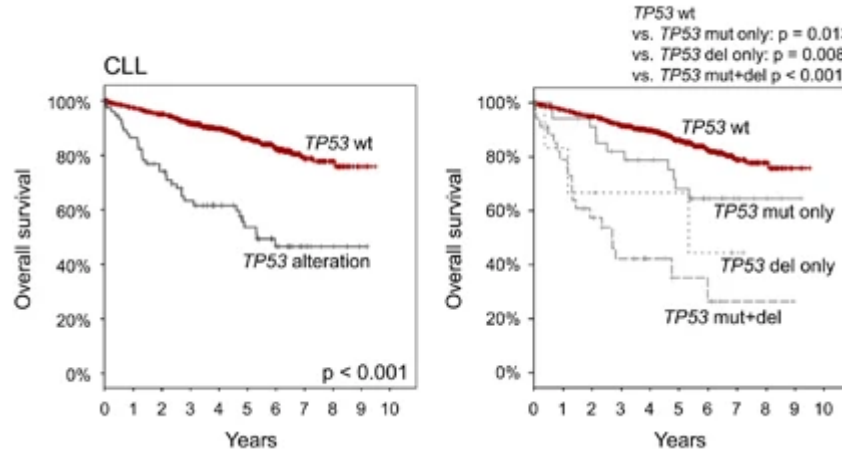 CLL
100%
80%
60%
40%
20%
0%
Overall survival
TP53 wt
TP53 alteration
p < 0.001
0 1 2 3 4 5 6 7 8 9 10
Years
TP53 wt
vs. TP53 mut only: p = 0.01
vs. TP53 del only: p = 0.008
vs. TP53 mut+del p < 0.001
100%
80%
60%
40%
20%
0%
Overall survival
TP53 wt
TP53 mut only
TP53 del only
TP53 mut+del
0 1 2 3 4 5 6 7 8 9 10
Years